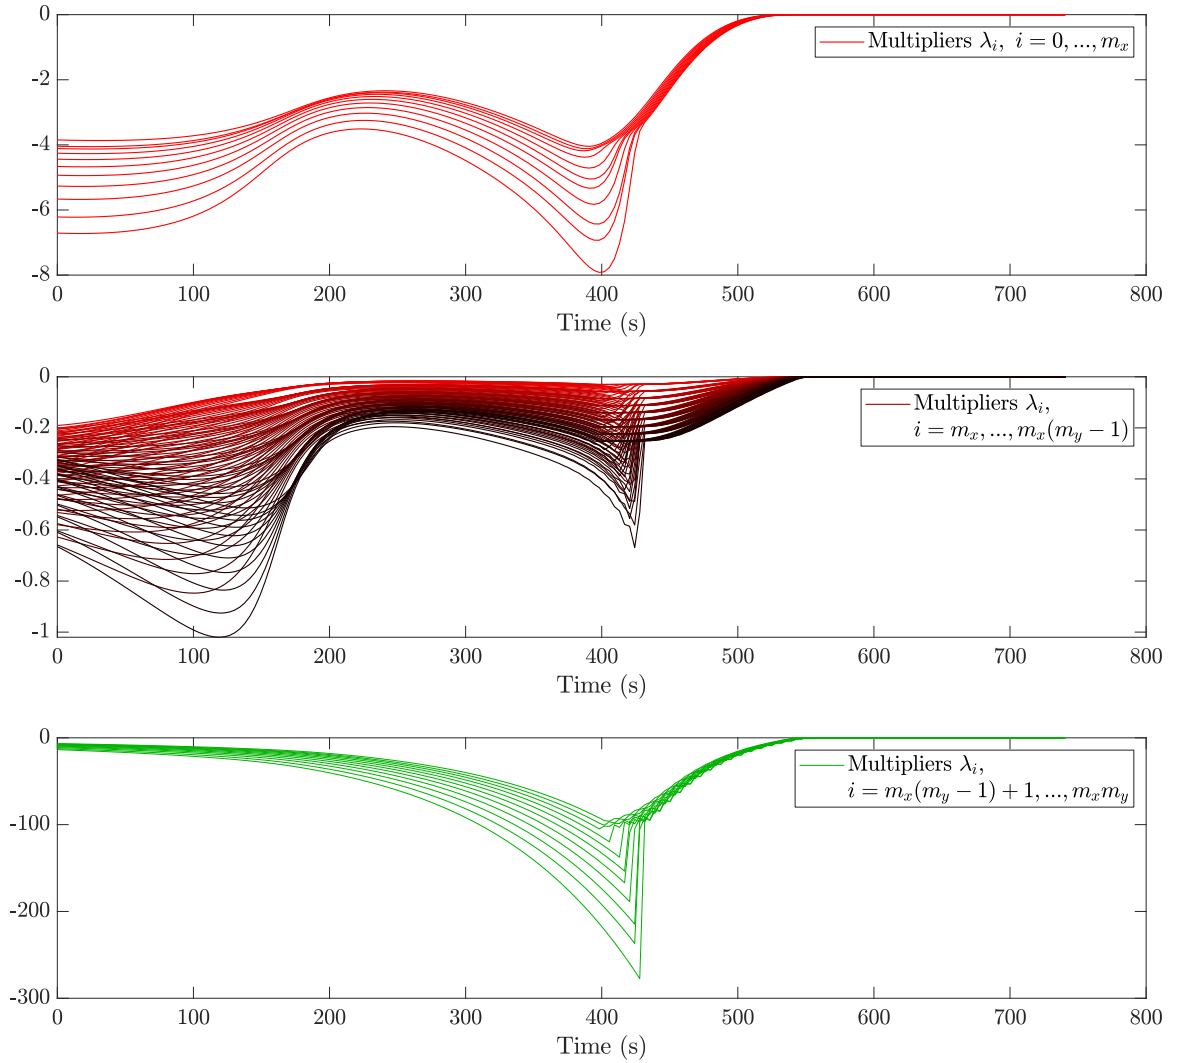 0
-2
-4
-6
-8
Multipliers λ_i, i = 0, ..., m_x
0 100 200 300 400 500 600 700 800
Time (s)
0
-0.2
-0.4
-0.6
-0.8
-1
Multipliers λ_i,
i = m_x, ..., m_x(m_y − 1)
0 100 200 300 400 500 600 700 800
Time (s)
0
-100
-200
-300
Multipliers λ_i,
i = m_x(m_y − 1) + 1, ..., m_xm_y
0 100 200 300 400 500 600 700 800
Time (s)